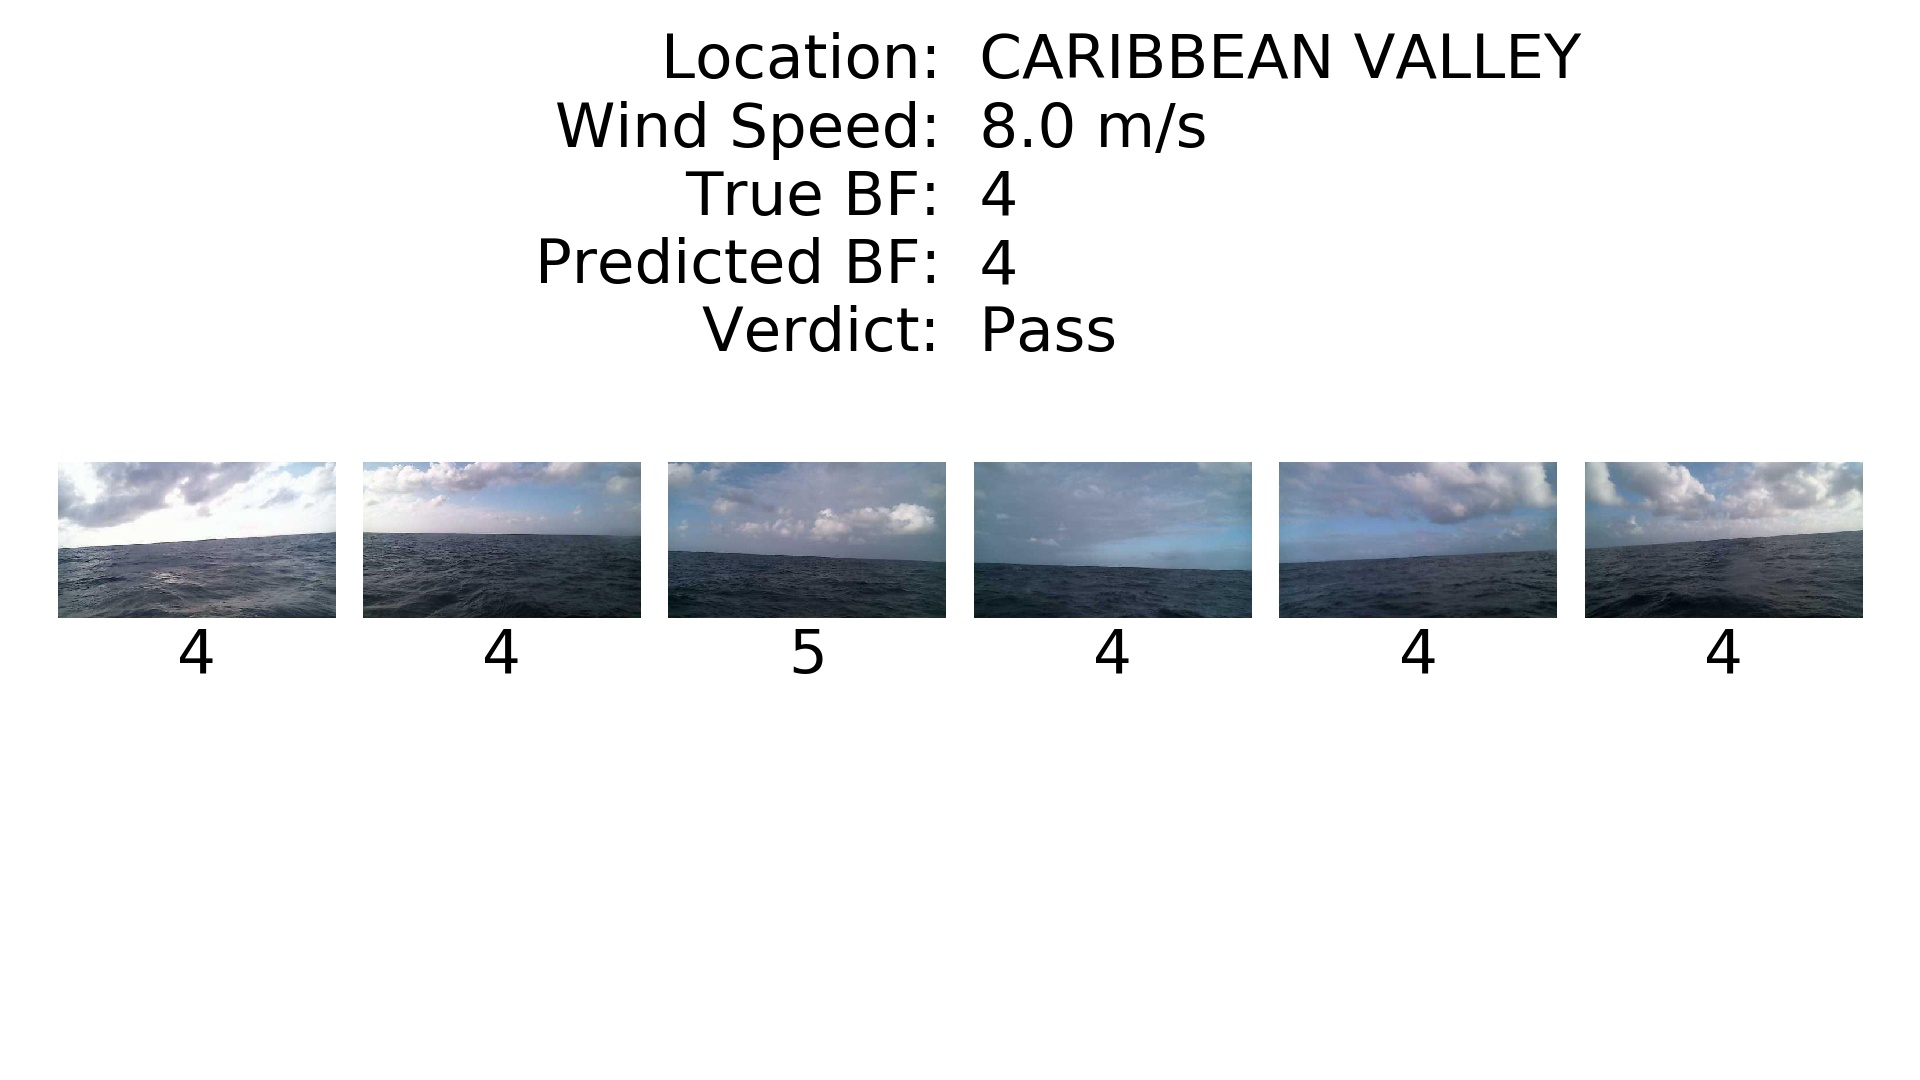 Location: CARIBBEAN VALLEY
Wind Speed: 8.0 m/s
True BF: 4
Predicted BF: 4
Verdict: Pass
4 4 5 4 4 4